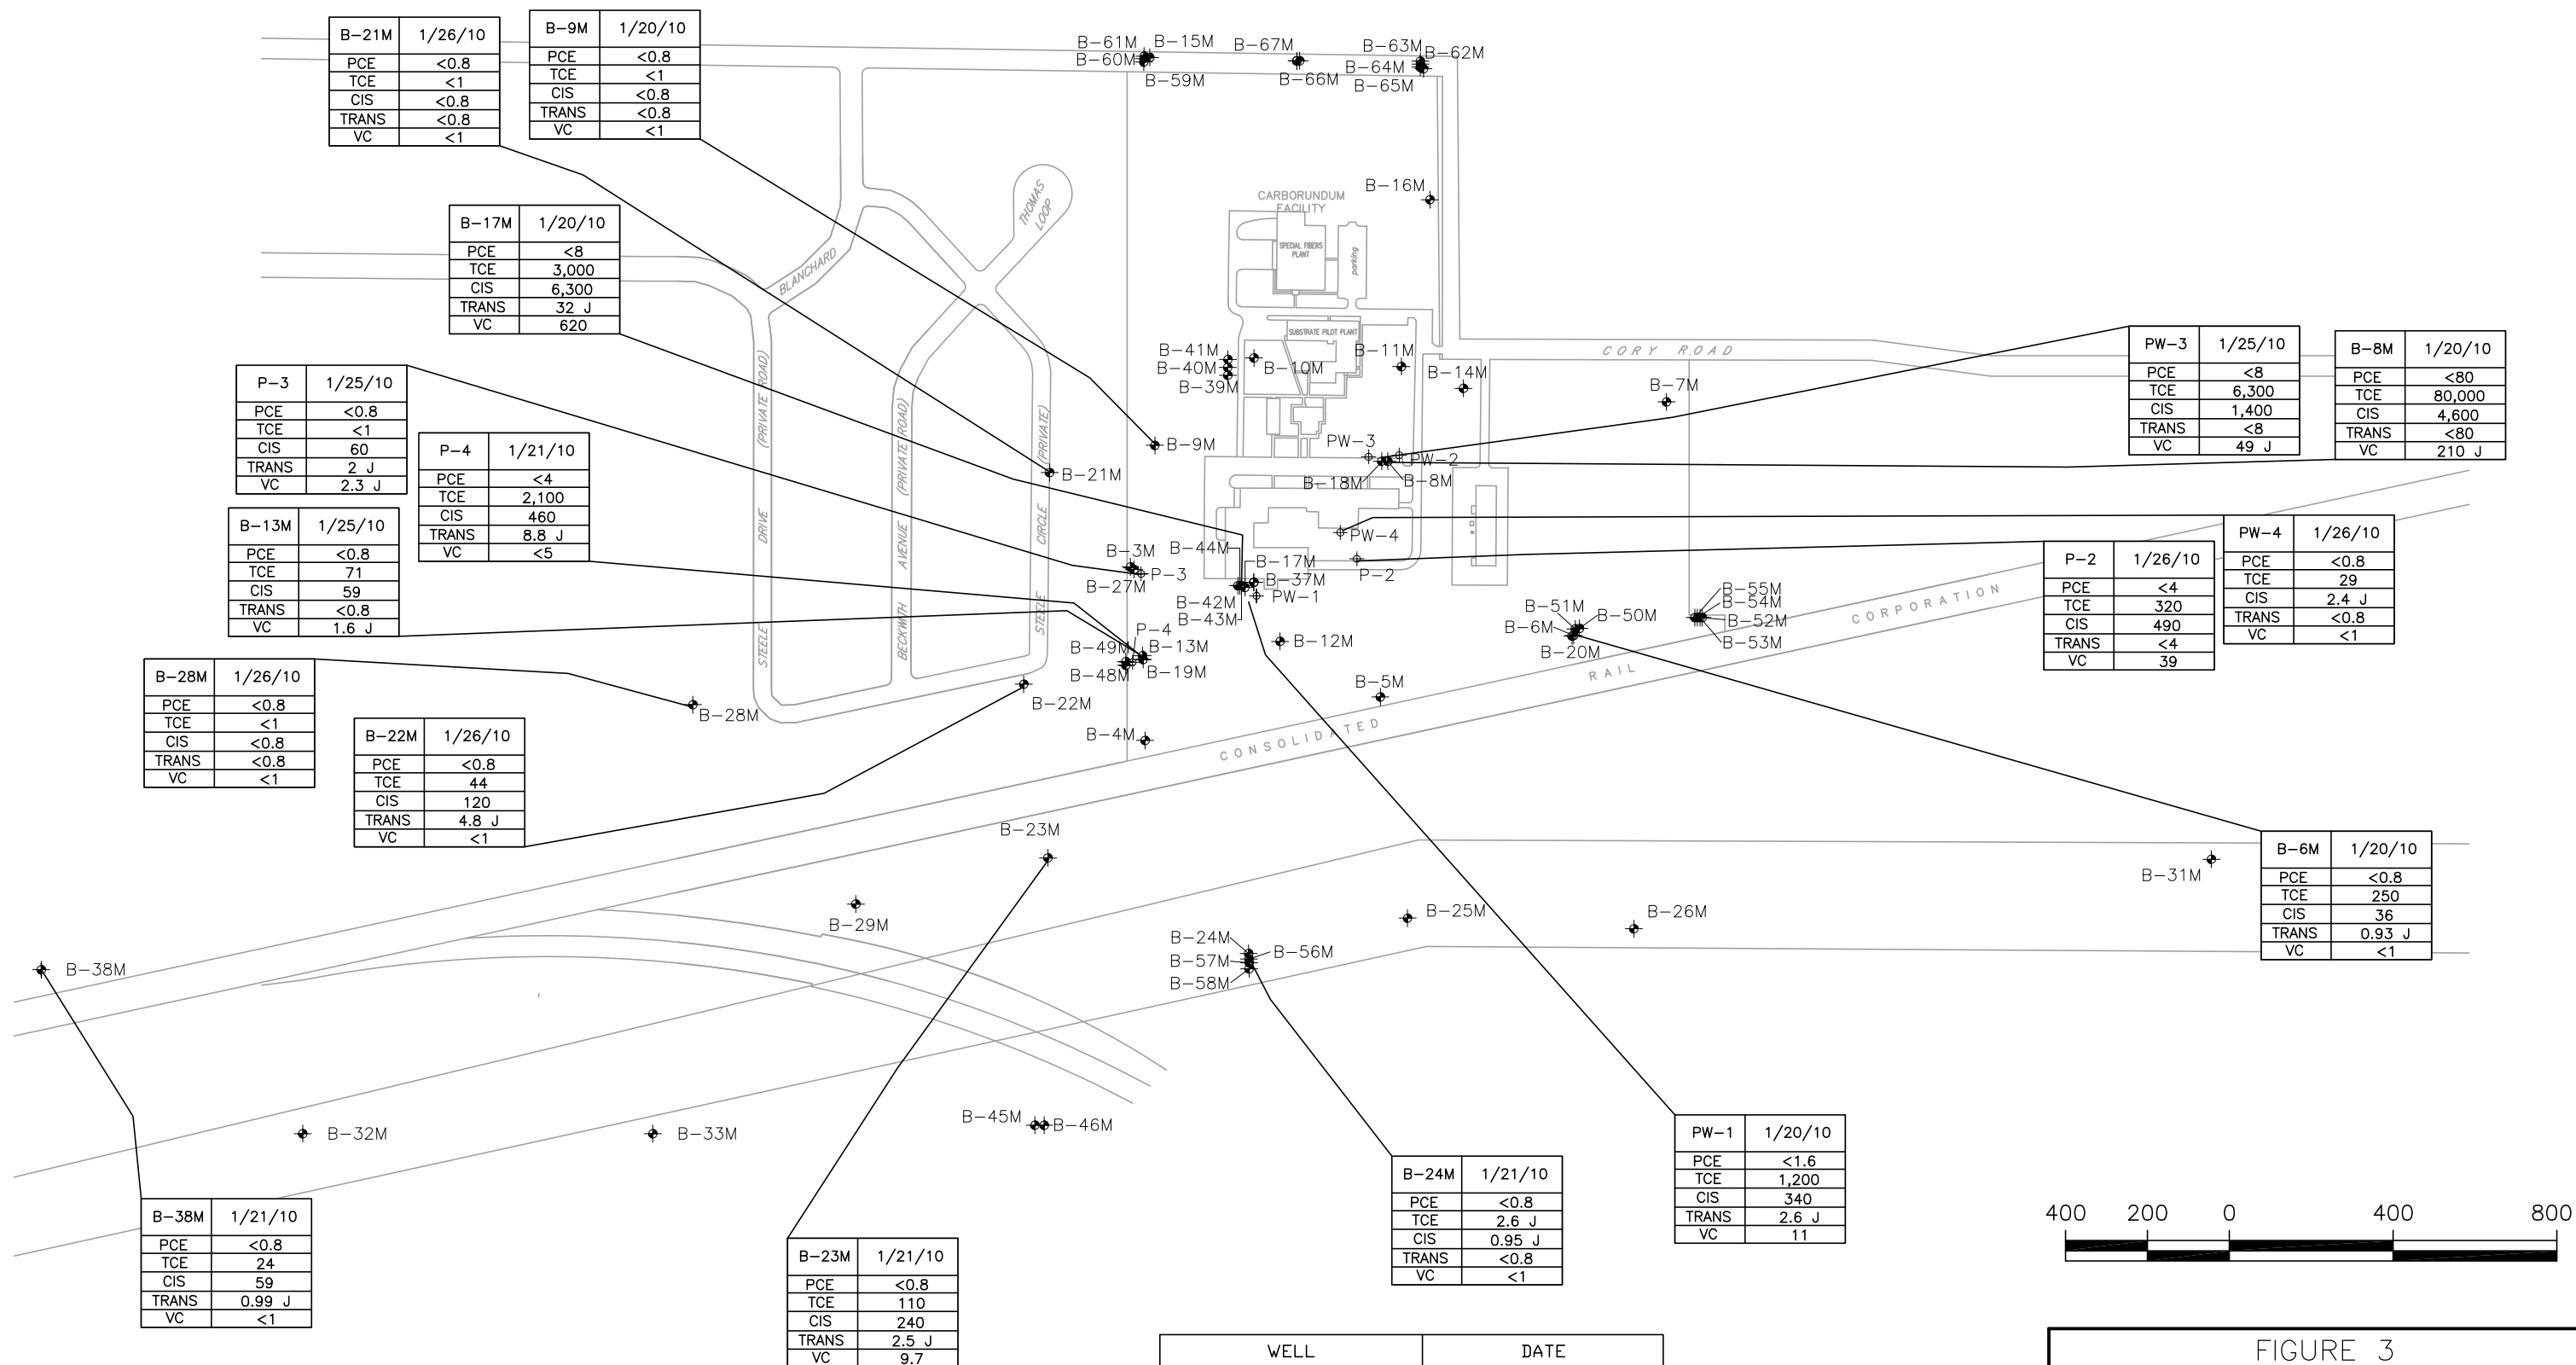 B-21M 1/26/10
PCE <0.8
TCE <1
CIS <0.8
TRANS <0.8
VC <1
B-9M 1/20/10
PCE <0.8
TCE <1
CIS <0.8
TRANS <0.8
VC <1
B-61M
B-15M
B-60M
B-59M
B-67M
B-66M
B-63M
B-62M
B-64M
B-65M
B-16M
CARBORUNDUM
FACILITY
SPECIAL FIBERS
PLANT
parking
SUBSTRATE PILOT PLANT
THOMAS
LOOP
BLANCHARD
B-17M 1/20/10
PCE <8
TCE 3,000
CIS 6,300
TRANS 32 J
VC 620
P-3 1/25/10
PCE <0.8
TCE <1
CIS 60
TRANS 2 J
VC 2.3 J
P-4 1/21/10
PCE <4
TCE 2,100
CIS 460
TRANS 8.8 J
VC <5
B-13M 1/25/10
PCE <0.8
TCE 71
CIS 59
TRANS <0.8
VC 1.6 J
STEELE DRIVE (PRIVATE ROAD)
BECKWITH AVENUE (PRIVATE ROAD)
STEELE CIRCLE (PRIVATE)
B-41M
B-40M
B-39M
B-10M
B-11M
B-14M
CORY ROAD
B-7M
PW-3 1/25/10
PCE <8
TCE 6,300
CIS 1,400
TRANS <8
VC 49 J
B-8M 1/20/10
PCE <80
TCE 80,000
CIS 4,600
TRANS <80
VC 210 J
B-9M
B-21M
PW-3
PW-2
B-18M
B-8M
PW-4
P-2
B-44M
B-17M
B-37M
PW-1
B-42M
B-43M
B-3M
P-3
B-27M
B-12M
P-4
B-49M
B-13M
B-48M
B-19M
B-22M
B-28M
B-4M
B-5M
B-51M
B-50M
B-6M
B-20M
B-55M
B-54M
B-52M
B-53M
CONSOLIDATED RAIL CORPORATION
P-2 1/26/10
PCE <4
TCE 320
CIS 490
TRANS <4
VC 39
PW-4 1/26/10
PCE <0.8
TCE 29
CIS 2.4 J
TRANS <0.8
VC <1
B-28M 1/26/10
PCE <0.8
TCE <1
CIS <0.8
TRANS <0.8
VC <1
B-22M 1/26/10
PCE <0.8
TCE 44
CIS 120
TRANS 4.8 J
VC <1
B-23M
B-29M
B-38M
B-32M
B-33M
B-45M
B-46M
B-24M
B-56M
B-57M
B-58M
B-25M
B-26M
B-31M
B-6M 1/20/10
PCE <0.8
TCE 250
CIS 36
TRANS 0.93 J
VC <1
B-38M 1/21/10
PCE <0.8
TCE 24
CIS 59
TRANS 0.99 J
VC <1
B-23M 1/21/10
PCE <0.8
TCE 110
CIS 240
TRANS 2.5 J
VC 9.7
B-24M 1/21/10
PCE <0.8
TCE 2.6 J
CIS 0.95 J
TRANS <0.8
VC <1
PW-1 1/20/10
PCE <1.6
TCE 1,200
CIS 340
TRANS 2.6 J
VC 11
400 200 0 400 800
WELL DATE
FIGURE 3